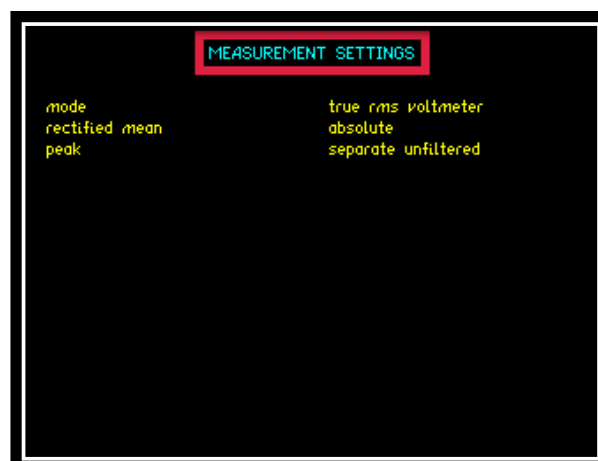 MEASUREMENT SETTINGS
mode true rms voltmeter
rectified mean absolute
peak separate unfiltered